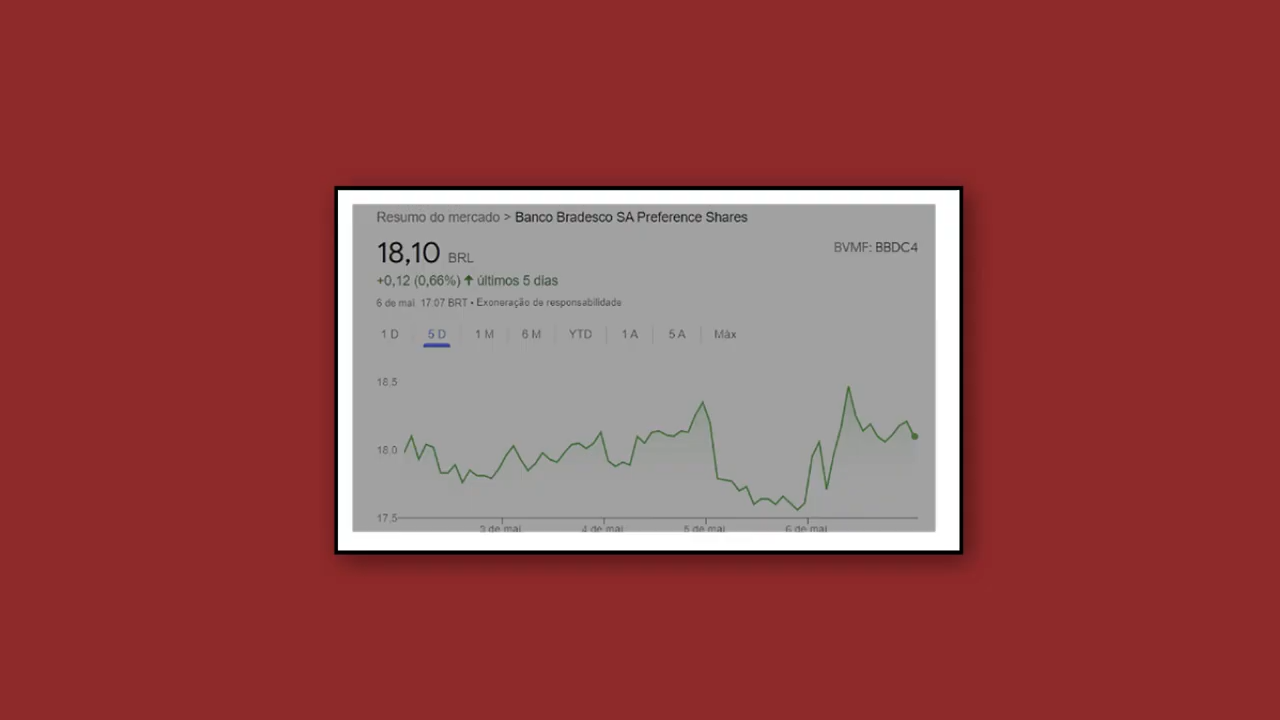 Resumo do mercado > Banco Bradesco SA Preference Shares
18,10 BRL
BVMF: BBDC4
+0,12 (0,66%) ↑ últimos 5 dias
6 de mai. 17:07 BRT • Exoneração de responsabilidade
1 D 5 D 1 M 6 M YTD 1 A 5 A Máx
18,5
18,0
17,5
3 de mai. 4 de mai. 5 de mai. 6 de mai.